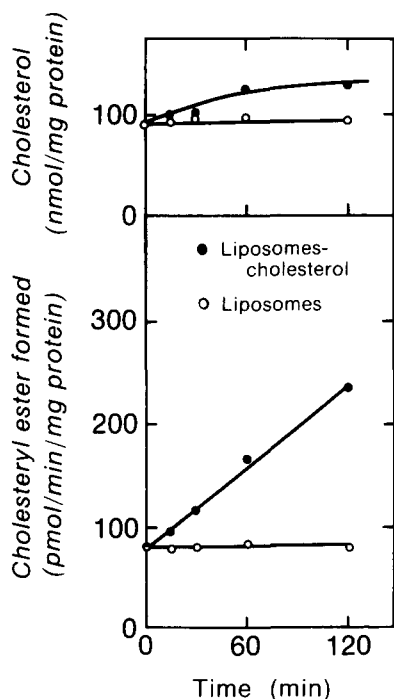 Cholesterol
(nmol/mg protein)
100
0
● Liposomes-
cholesterol
○ Liposomes
Cholesteryl ester formed
(pmol/min/mg protein)
300
200
100
0
0
60
120
Time (min)